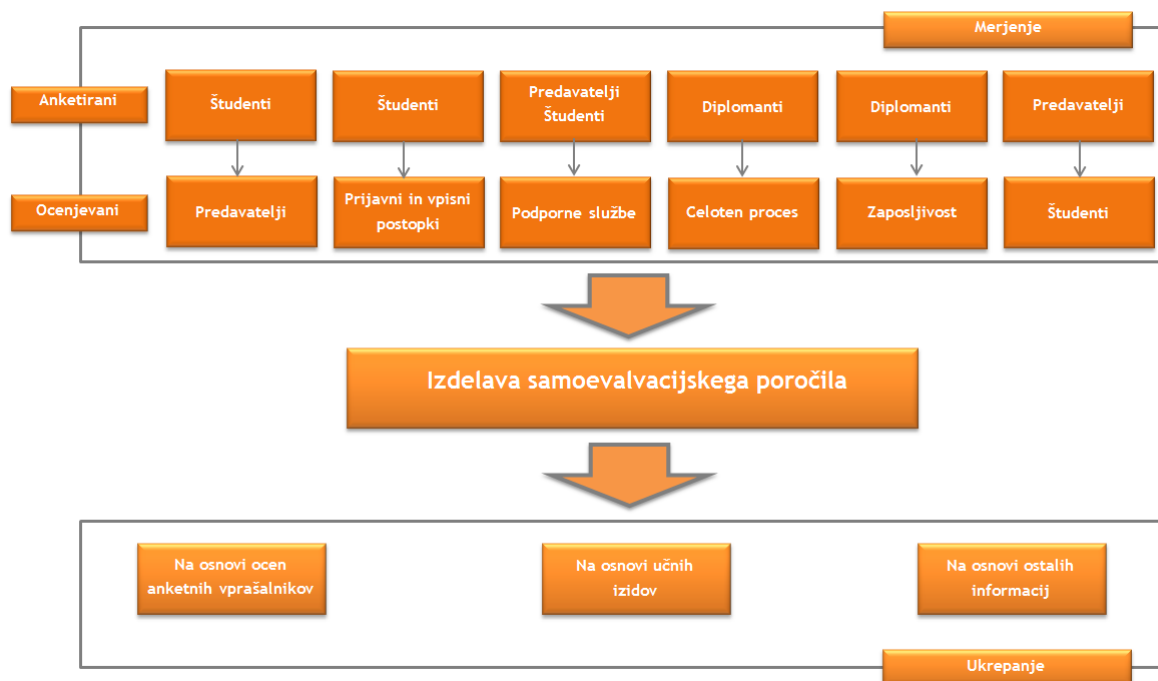 Merjenje
Anketirani
Študenti
Študenti
Predavatelji
Študenti
Diplomanti
Diplomanti
Predavatelji
Ocenjevani
Predavatelji
Prijavni in vpisni
postopki
Podporne službe
Celoten proces
Zaposljivost
Študenti
Izdelava samoevalvacijskega poročila
Na osnovi ocen
anketnih vprašalnikov
Na osnovi učnih
izidov
Na osnovi ostalih
informacij
Ukrepanje